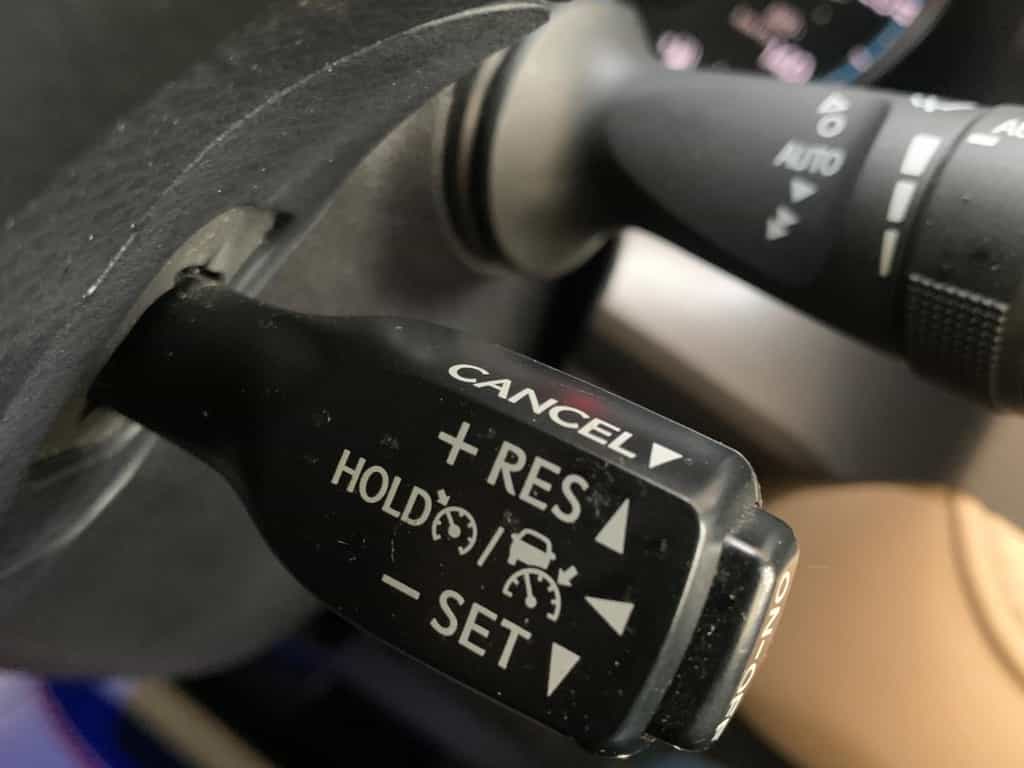 AUTO
CANCEL
+ RES
HOLD /
- SET
ON-OFF